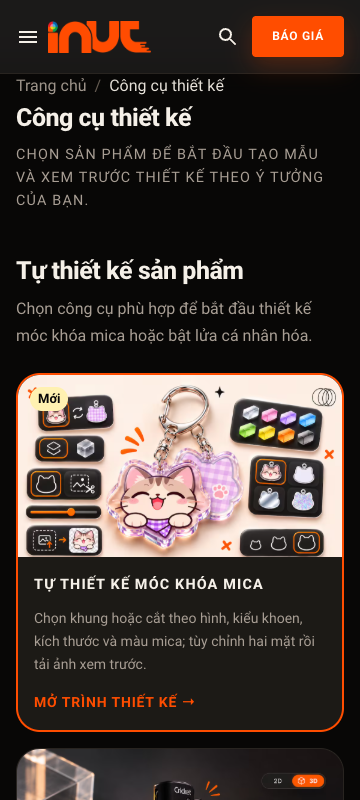 inut
BÁO GIÁ
Trang chủ / Công cụ thiết kế
Công cụ thiết kế
CHỌN SẢN PHẨM ĐỂ BẮT ĐẦU TẠO MẪU
VÀ XEM TRƯỚC THIẾT KẾ THEO Ý TƯỞNG
CỦA BẠN.
Tự thiết kế sản phẩm
Chọn công cụ phù hợp để bắt đầu thiết kế
móc khóa mica hoặc bật lửa cá nhân hóa.
Mới
TỰ THIẾT KẾ MÓC KHÓA MICA
Chọn khung hoặc cắt theo hình, kiểu khoen,
kích thước và màu mica; tùy chỉnh hai mặt rồi
tải ảnh xem trước.
MỞ TRÌNH THIẾT KẾ →
2D 3D
Cricket